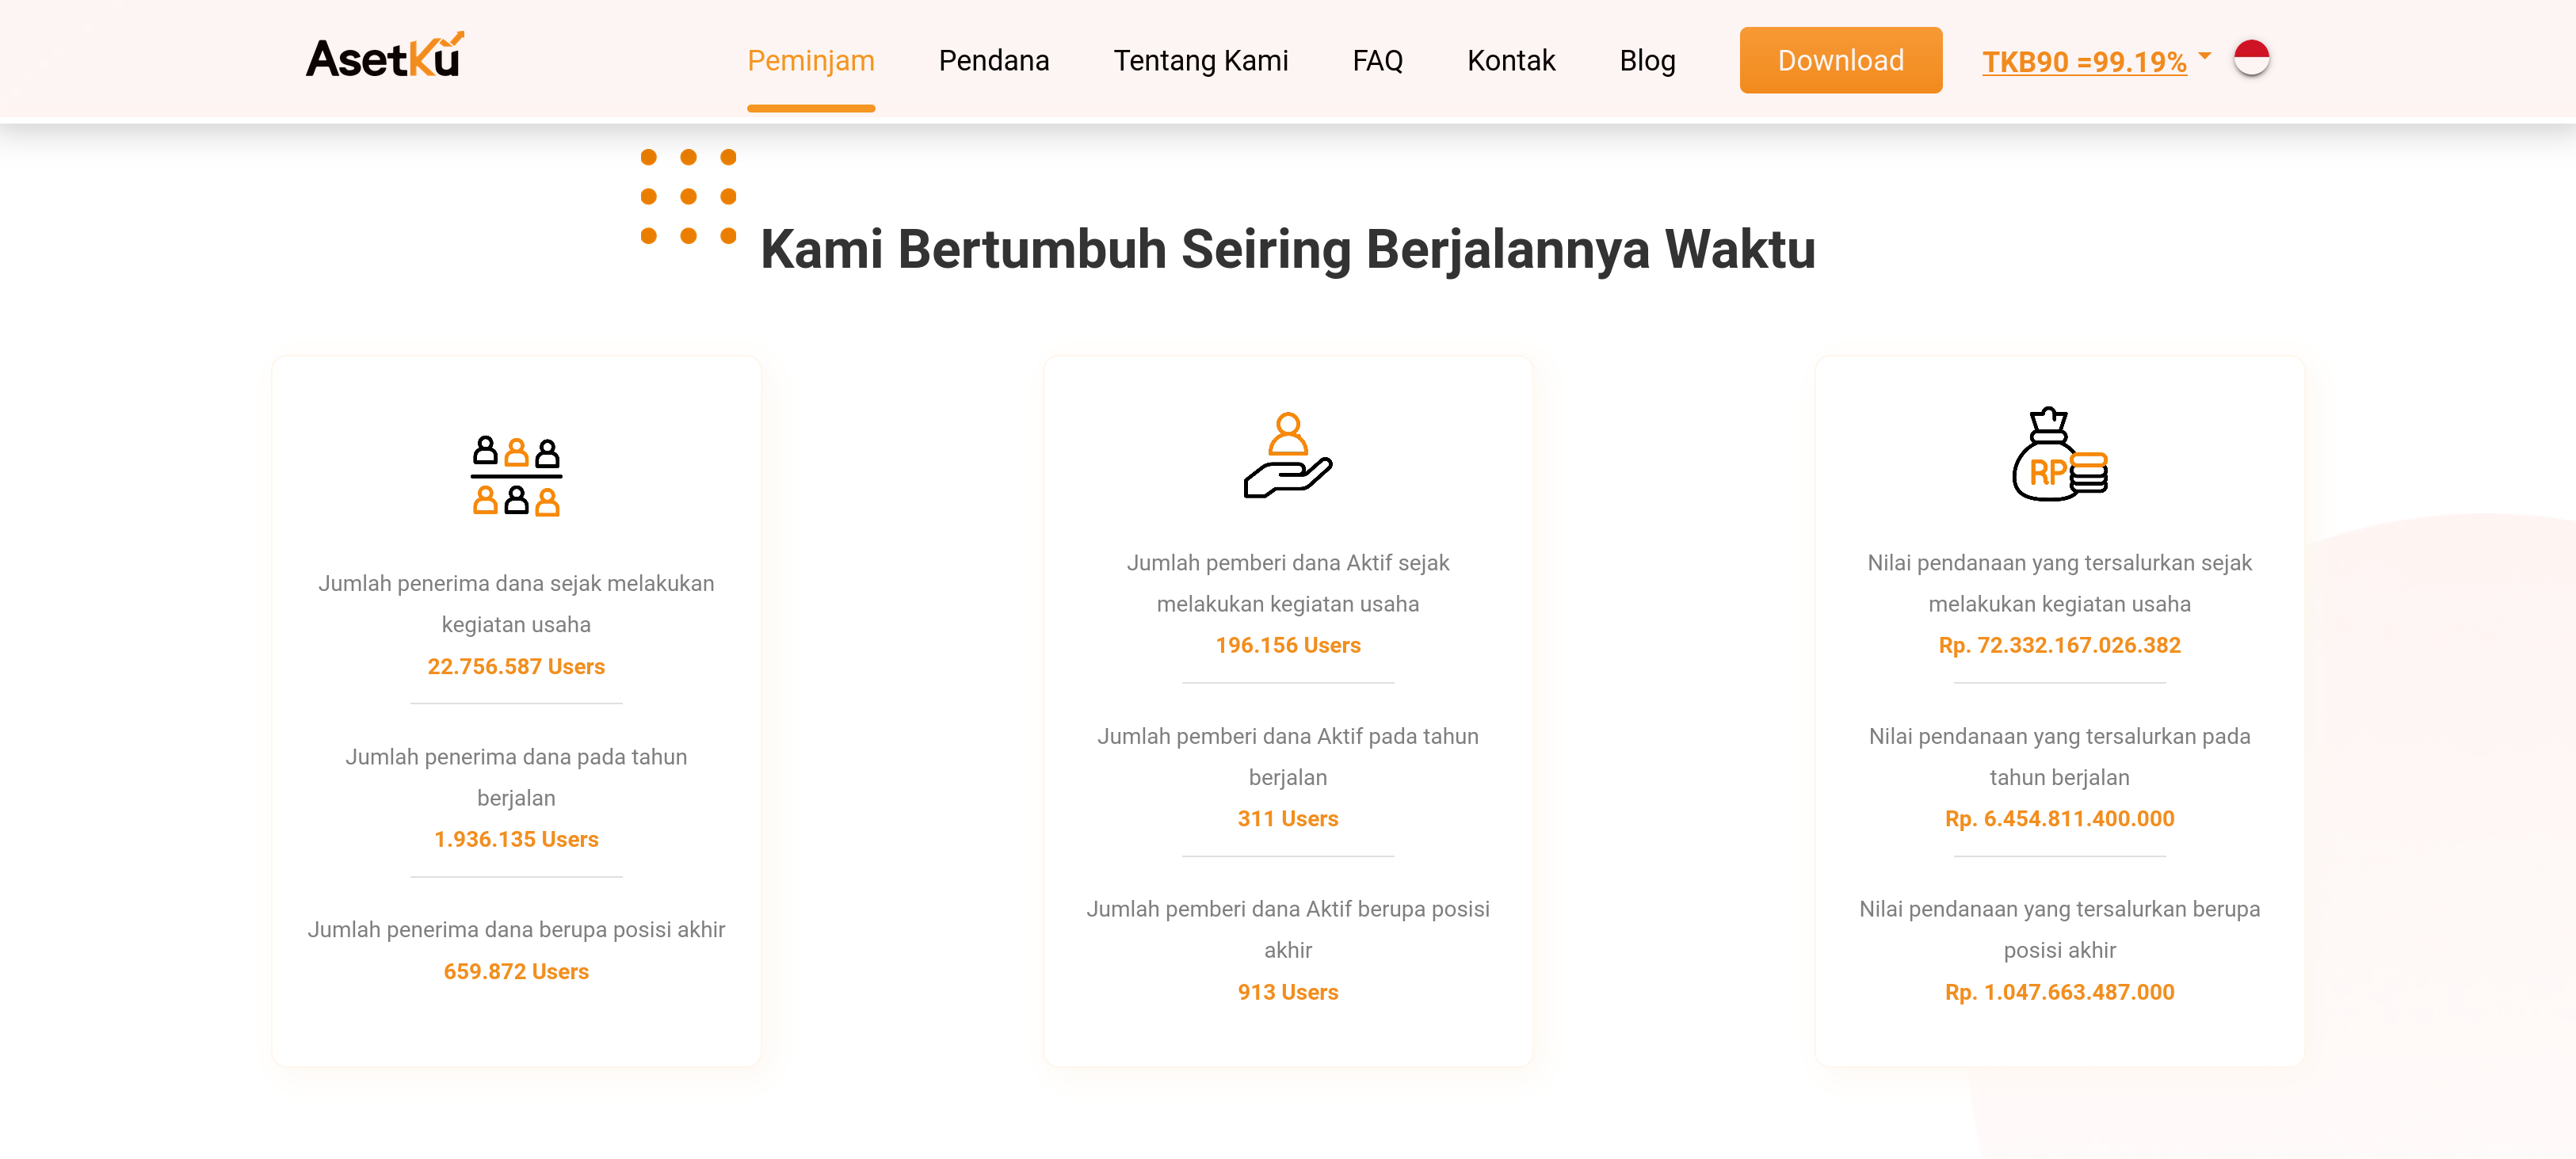 AsetKu
Peminjam
Pendana
Tentang Kami
FAQ
Kontak
Blog
Download
TKB90 =99.19%
Kami Bertumbuh Seiring Berjalannya Waktu
Jumlah penerima dana sejak melakukan
kegiatan usaha
22.756.587 Users
Jumlah penerima dana pada tahun
berjalan
1.936.135 Users
Jumlah penerima dana berupa posisi akhir
659.872 Users
Jumlah pemberi dana Aktif sejak
melakukan kegiatan usaha
196.156 Users
Jumlah pemberi dana Aktif pada tahun
berjalan
311 Users
Jumlah pemberi dana Aktif berupa posisi
akhir
913 Users
RP
Nilai pendanaan yang tersalurkan sejak
melakukan kegiatan usaha
Rp. 72.332.167.026.382
Nilai pendanaan yang tersalurkan pada
tahun berjalan
Rp. 6.454.811.400.000
Nilai pendanaan yang tersalurkan berupa
posisi akhir
Rp. 1.047.663.487.000